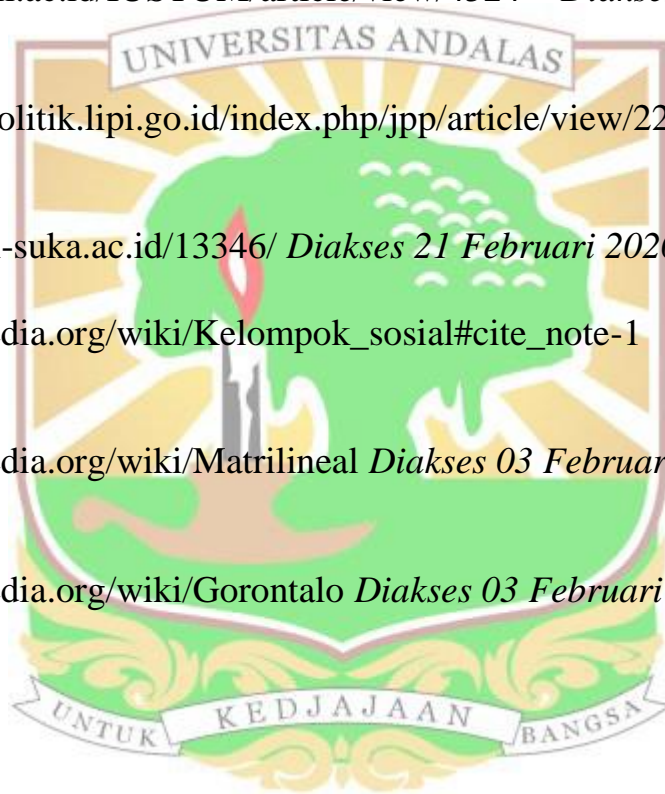 UNIVERSITAS ANDALAS
olitik.lipi.go.id/index.php/jpp/article/view/22
-suka.ac.id/13346/ Diakses 21 Februari 2020
dia.org/wiki/Kelompok_sosial#cite_note-1
dia.org/wiki/Matrilineal Diakses 03 Februar
dia.org/wiki/Gorontalo Diakses 03 Februari
UNTUK KEDJAJAAN BANGSA